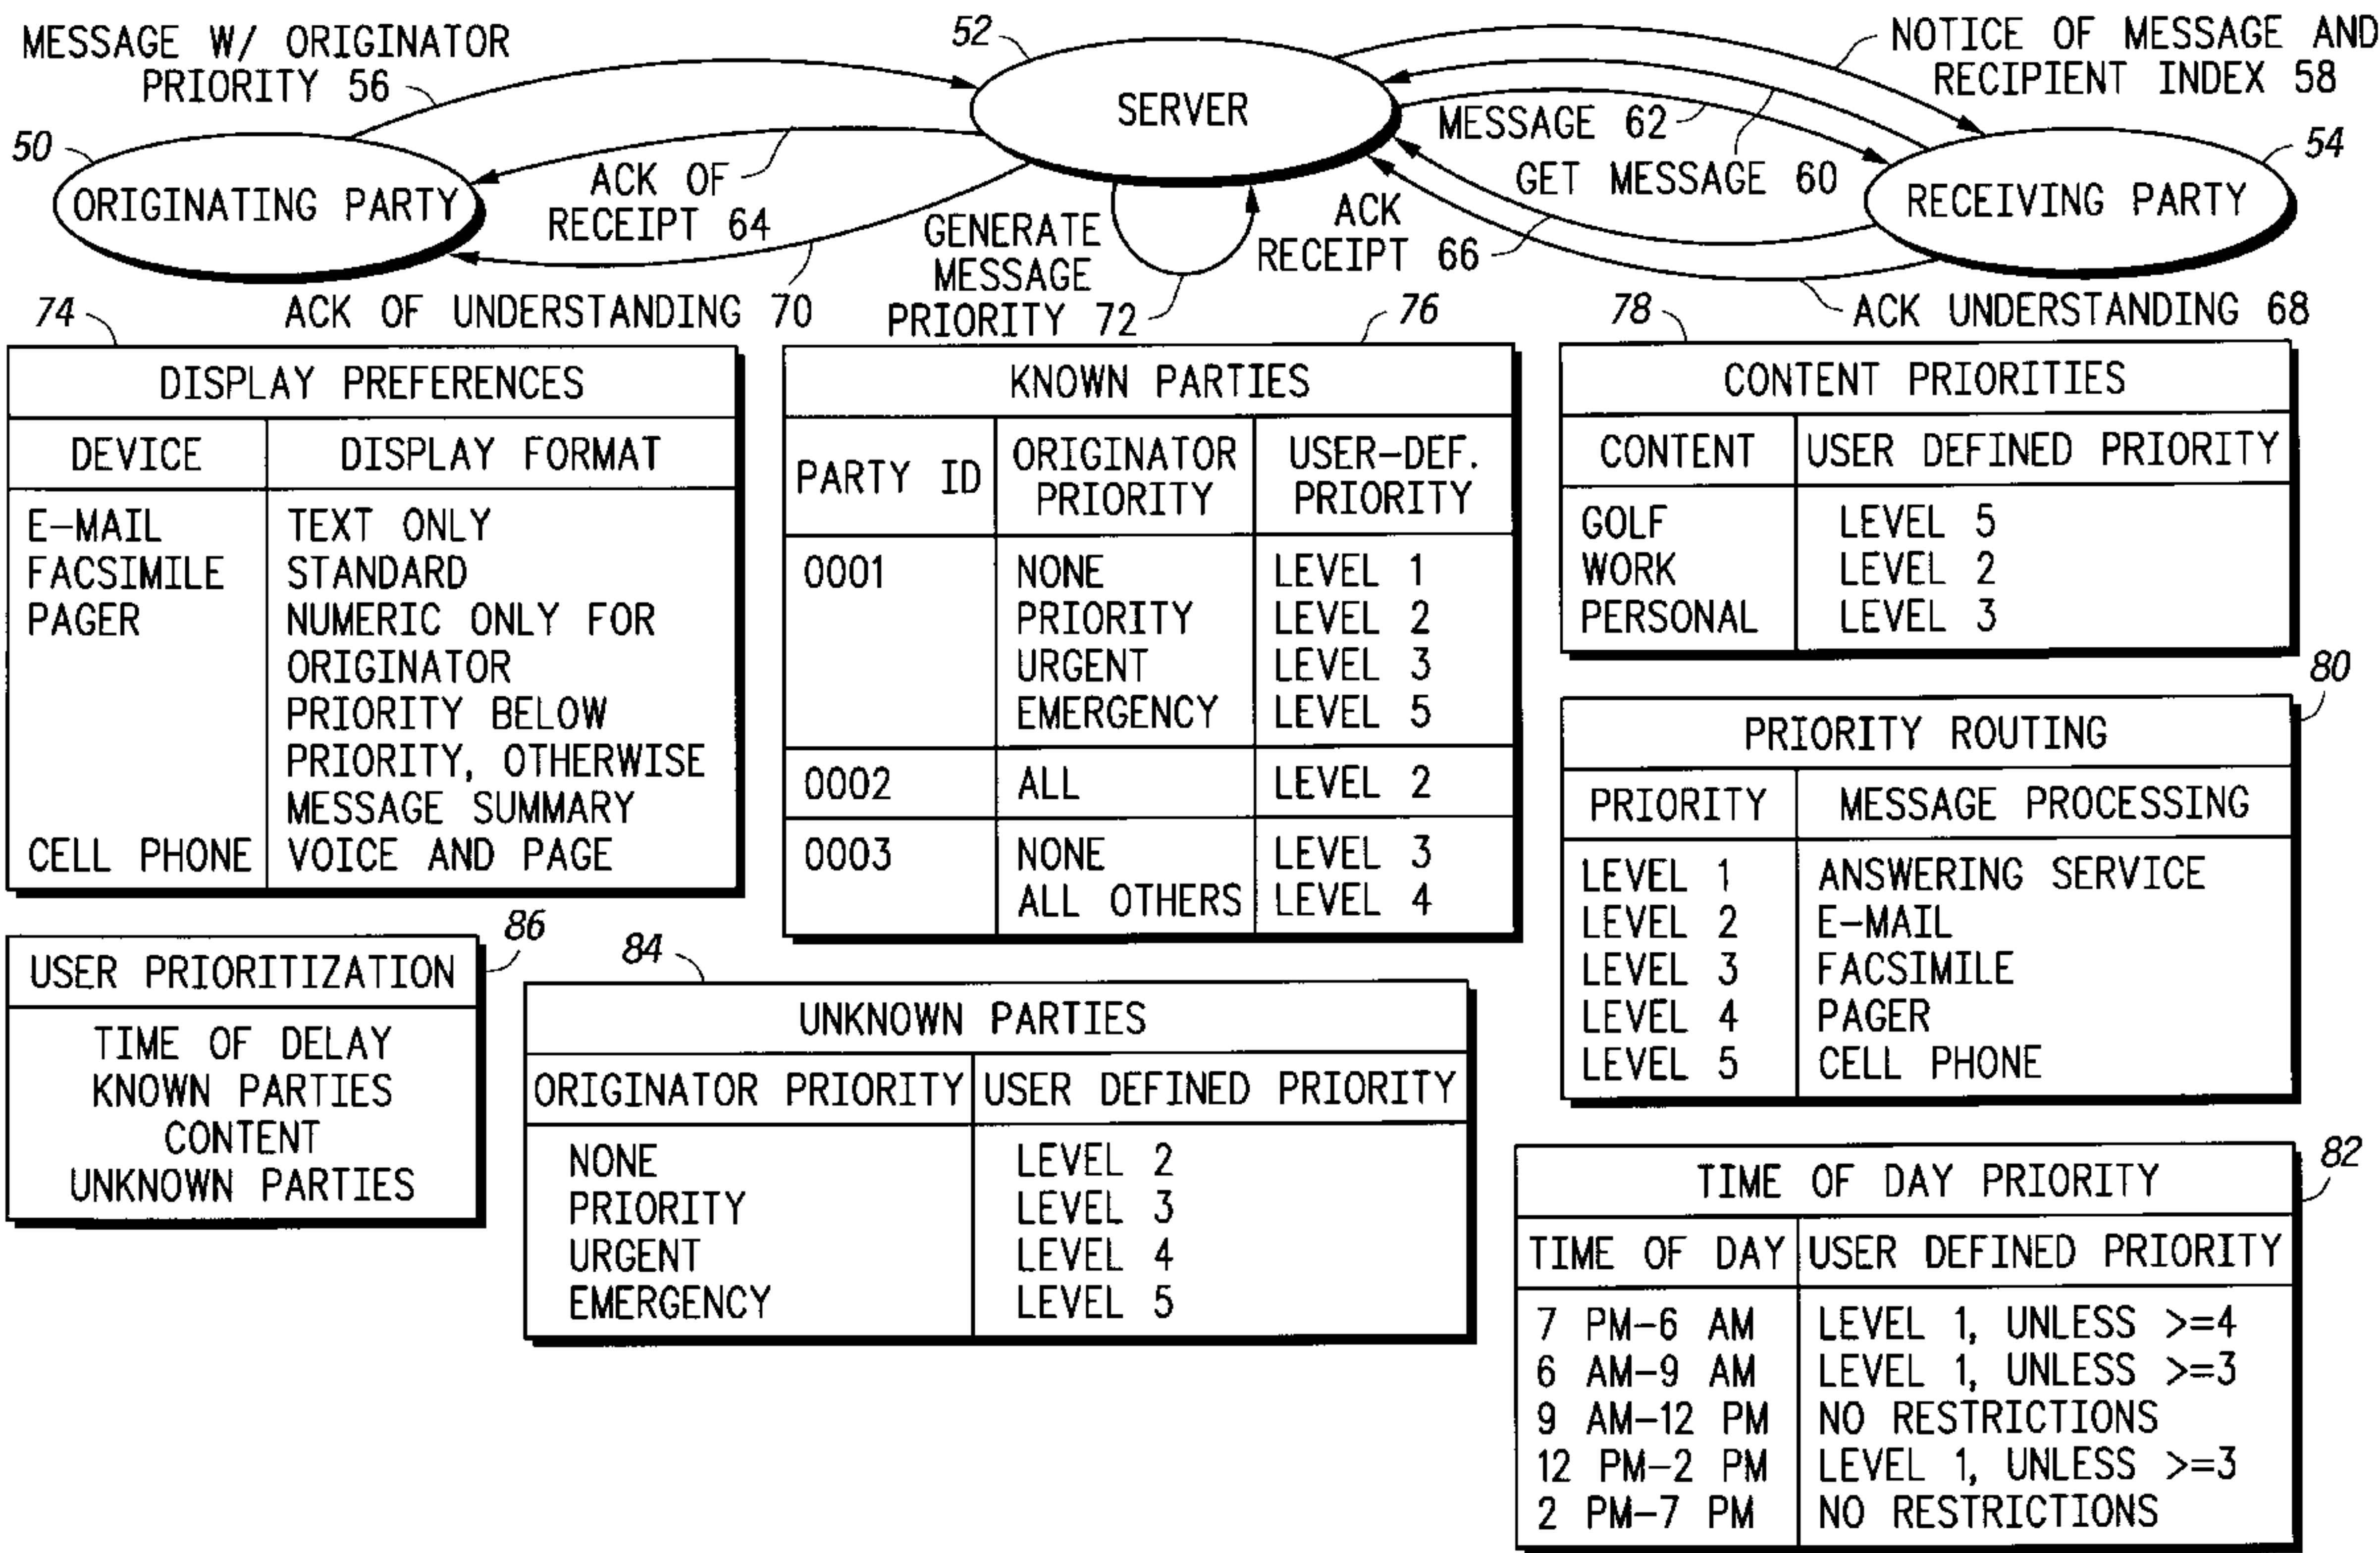 MESSAGE W/ ORIGINATOR
PRIORITY 56
50
ORIGINATING PARTY
52
SERVER
NOTICE OF MESSAGE AND
RECIPIENT INDEX 58
MESSAGE 62
GET MESSAGE 60
54
RECEIVING PARTY
ACK OF
RECEIPT 64
ACK OF UNDERSTANDING 70
GENERATE
MESSAGE
PRIORITY 72
ACK
RECEIPT 66
ACK UNDERSTANDING 68
74
DISPLAY PREFERENCES
DEVICE DISPLAY FORMAT
E-MAIL TEXT ONLY
FACSIMILE STANDARD
PAGER NUMERIC ONLY FOR
ORIGINATOR
PRIORITY BELOW
PRIORITY, OTHERWISE
MESSAGE SUMMARY
CELL PHONE VOICE AND PAGE
76
KNOWN PARTIES
PARTY ID ORIGINATOR PRIORITY USER-DEF. PRIORITY
0001 NONE LEVEL 1
PRIORITY LEVEL 2
URGENT LEVEL 3
EMERGENCY LEVEL 5
0002 ALL LEVEL 2
0003 NONE LEVEL 3
ALL OTHERS LEVEL 4
78
CONTENT PRIORITIES
CONTENT USER DEFINED PRIORITY
GOLF LEVEL 5
WORK LEVEL 2
PERSONAL LEVEL 3
80
PRIORITY ROUTING
PRIORITY MESSAGE PROCESSING
LEVEL 1 ANSWERING SERVICE
LEVEL 2 E-MAIL
LEVEL 3 FACSIMILE
LEVEL 4 PAGER
LEVEL 5 CELL PHONE
86
USER PRIORITIZATION
TIME OF DELAY
KNOWN PARTIES
CONTENT
UNKNOWN PARTIES
84
UNKNOWN PARTIES
ORIGINATOR PRIORITY USER DEFINED PRIORITY
NONE LEVEL 2
PRIORITY LEVEL 3
URGENT LEVEL 4
EMERGENCY LEVEL 5
82
TIME OF DAY PRIORITY
TIME OF DAY USER DEFINED PRIORITY
7 PM-6 AM LEVEL 1, UNLESS >=4
6 AM-9 AM LEVEL 1, UNLESS >=3
9 AM-12 PM NO RESTRICTIONS
12 PM-2 PM LEVEL 1, UNLESS >=3
2 PM-7 PM NO RESTRICTIONS